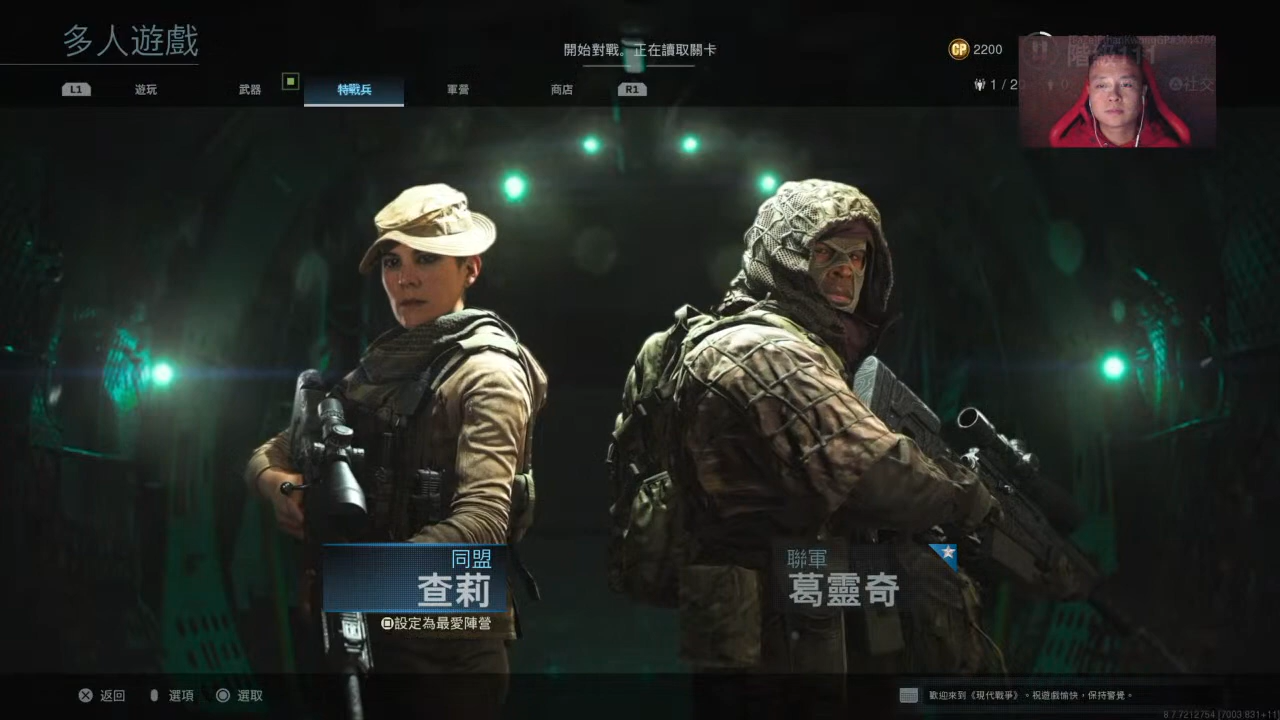 多人遊戲
開始對戰。正在讀取關卡
GP 2200
L1 遊玩 武器 特戰兵 軍營 商店 R1
1 / 2
社交
同盟
查莉
設定為最愛陣營
聯軍
葛靈奇
返回 選項 選取
歡迎來到《現代戰爭》。祝遊戲愉快，保持警覺。